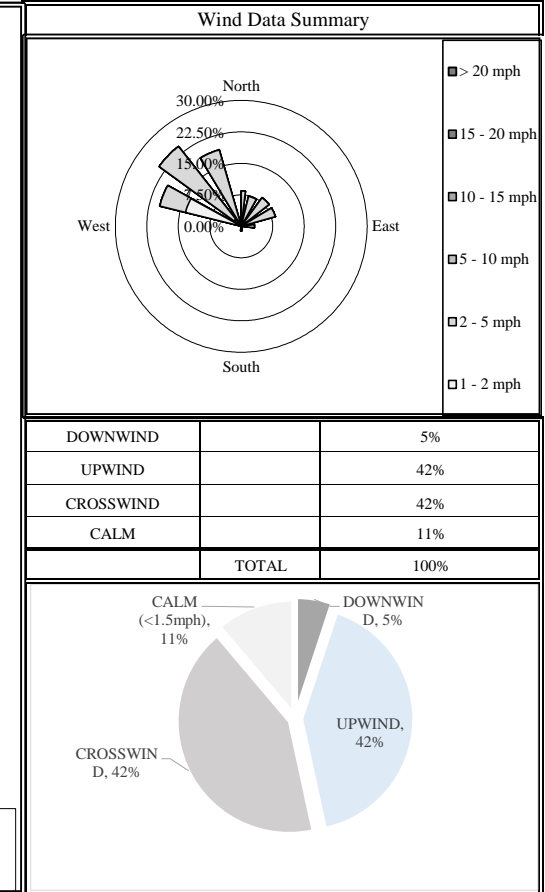 Wind Data Summary
North
30.00%
22.50%
15.00%
7.50%
0.00%
West
East
South
> 20 mph
15 - 20 mph
10 - 15 mph
5 - 10 mph
2 - 5 mph
1 - 2 mph
DOWNWIND 5%
UPWIND 42%
CROSSWIND 42%
CALM 11%
TOTAL 100%
CALM
(<1.5mph),
11%
DOWNWIN
D, 5%
UPWIND,
42%
CROSSWIN
D, 42%